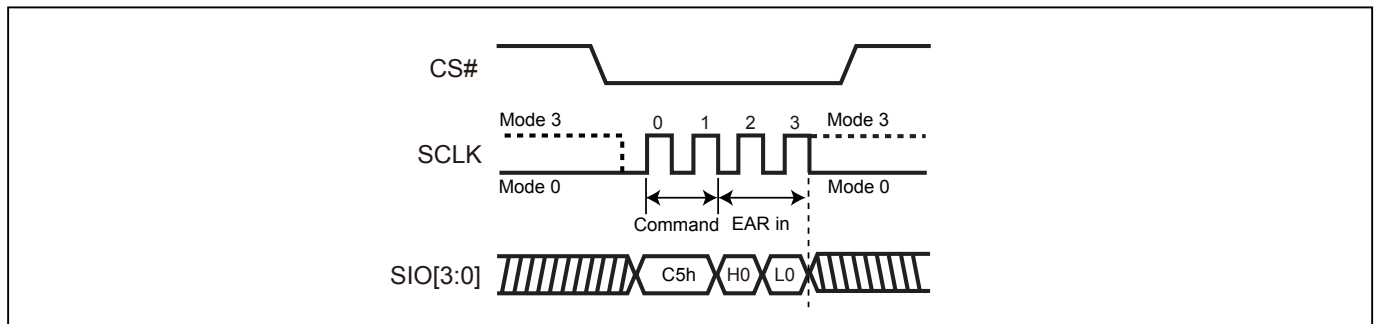 CS#
Mode 3 0 1 2 3 Mode 3
SCLK
Mode 0 Mode 0
Command EAR in
SIO[3:0] C5h H0 L0